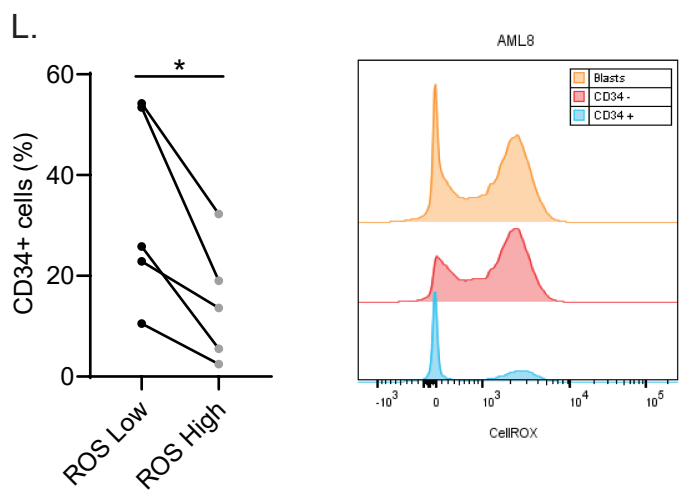 L.
*
60
40
20
0
CD34+ cells (%)
ROS Low
ROS High
AML8
Blasts
CD34 -
CD34 +
-10³ 0 10³ 10⁴ 10⁵
CellROX